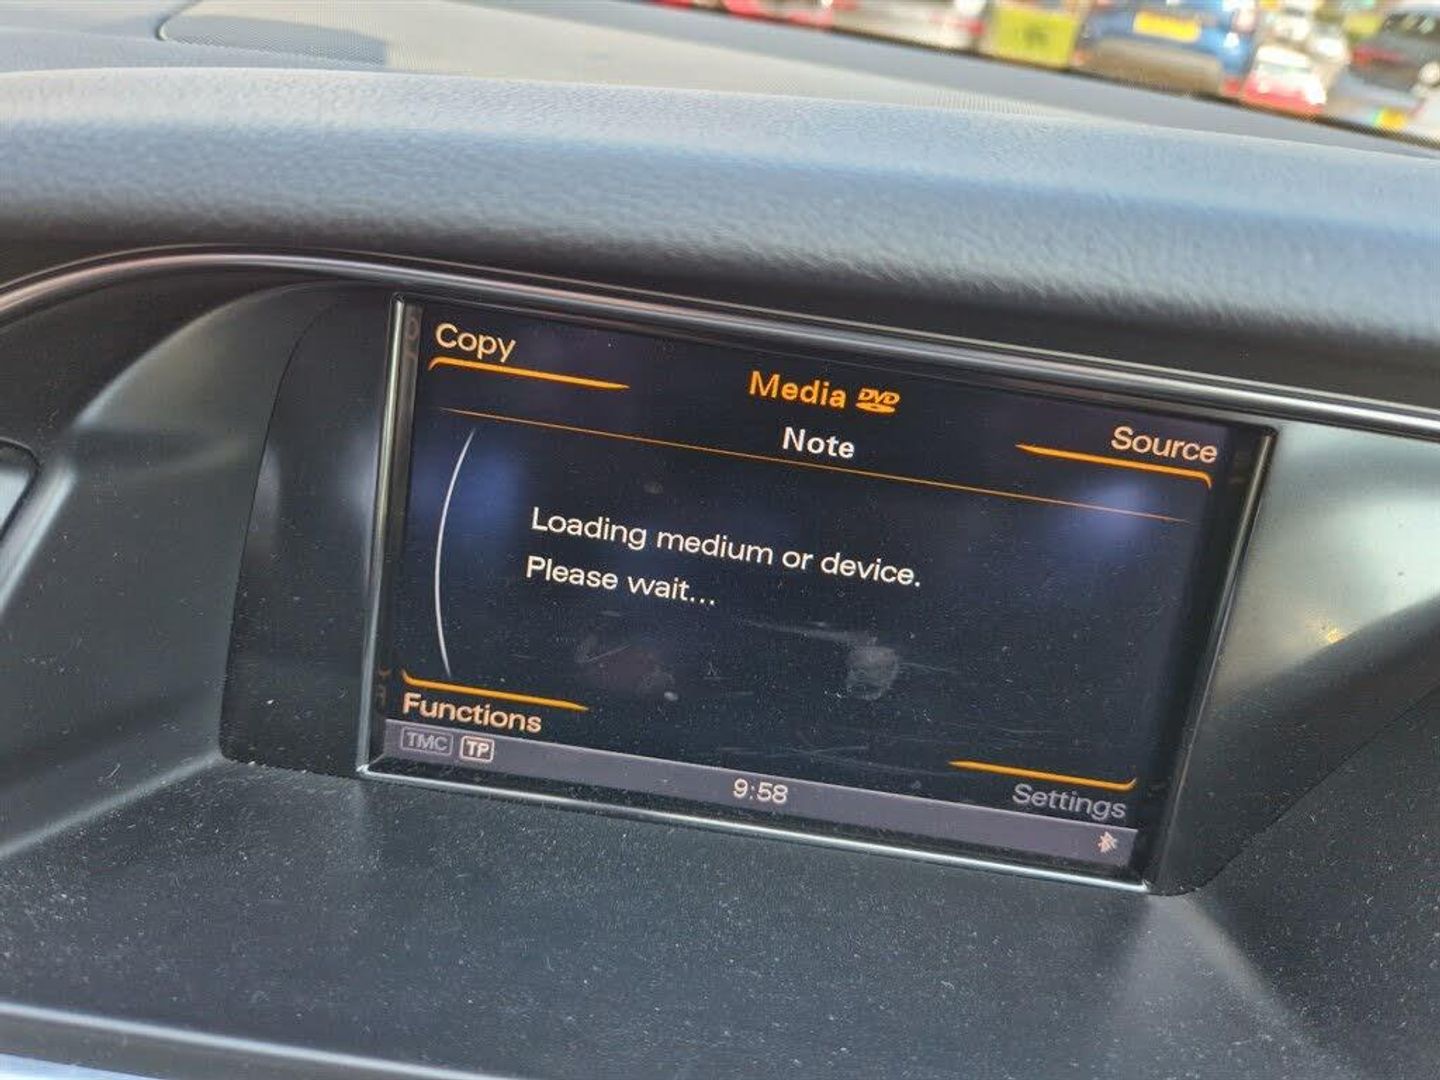 Copy
Media DVD
Note
Source
Loading medium or device.
Please wait...
Functions
TMC TP
9:58
Settings